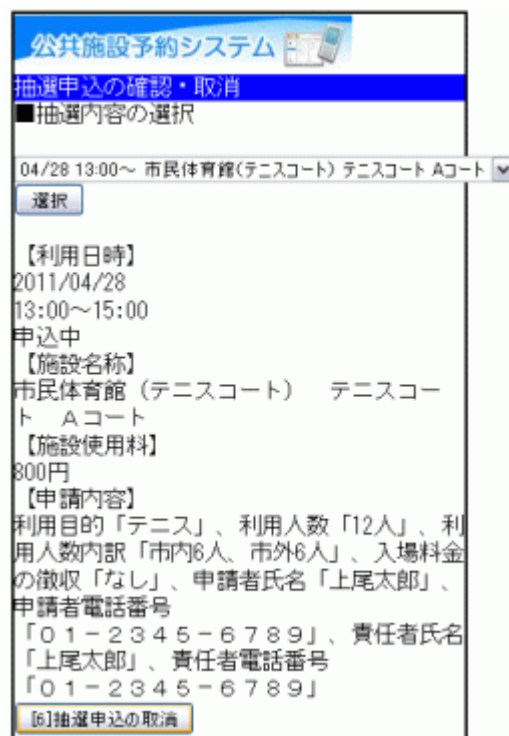 公共施設予約システム
抽選申込の確認・取消
■抽選内容の選択
04/28 13:00～ 市民体育館(テニスコート) テニスコート Aコート
選択
【利用日時】
2011/04/28
13:00～15:00
申込中
【施設名称】
市民体育館（テニスコート）　テニスコー
ト　Ａコート
【施設使用料】
800円
【申請内容】
利用目的「テニス」、利用人数「12人」、利
用人数内訳「市内6人、市外6人」、入場料金
の徴収「なし」、申請者氏名「上尾太郎」、
申請者電話番号
「０１－２３４５－６７８９」、責任者氏名
「上尾太郎」、責任者電話番号
「０１－２３４５－６７８９」
[6]抽選申込の取消